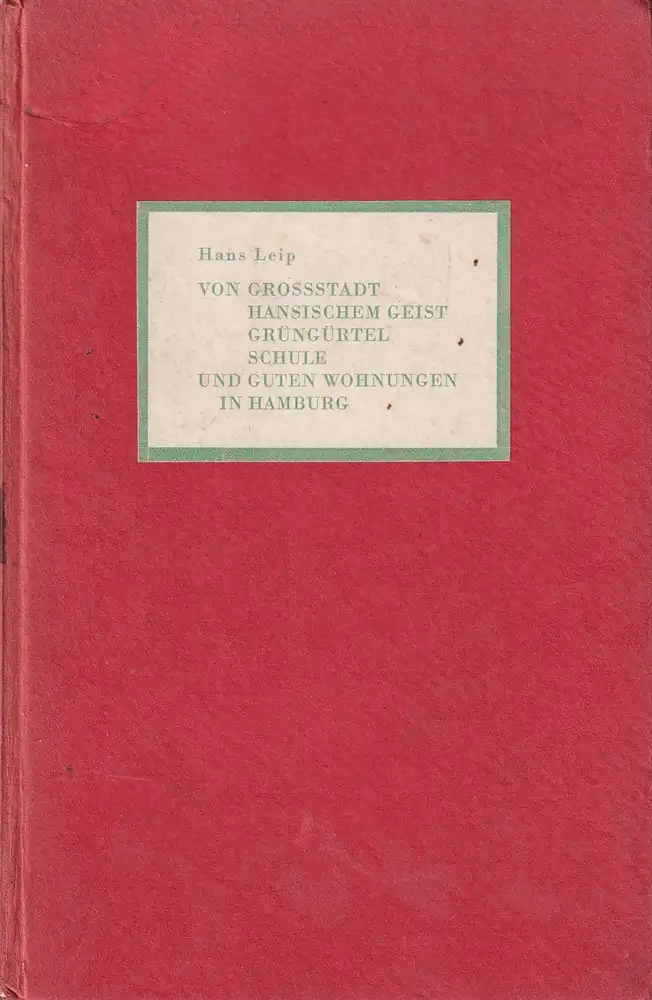 Hans Leip
VON GROSSSTADT
HANSISCHEM GEIST
GRÜNGÜRTEL
SCHULE
UND GUTEN WOHNUNGEN
IN HAMBURG